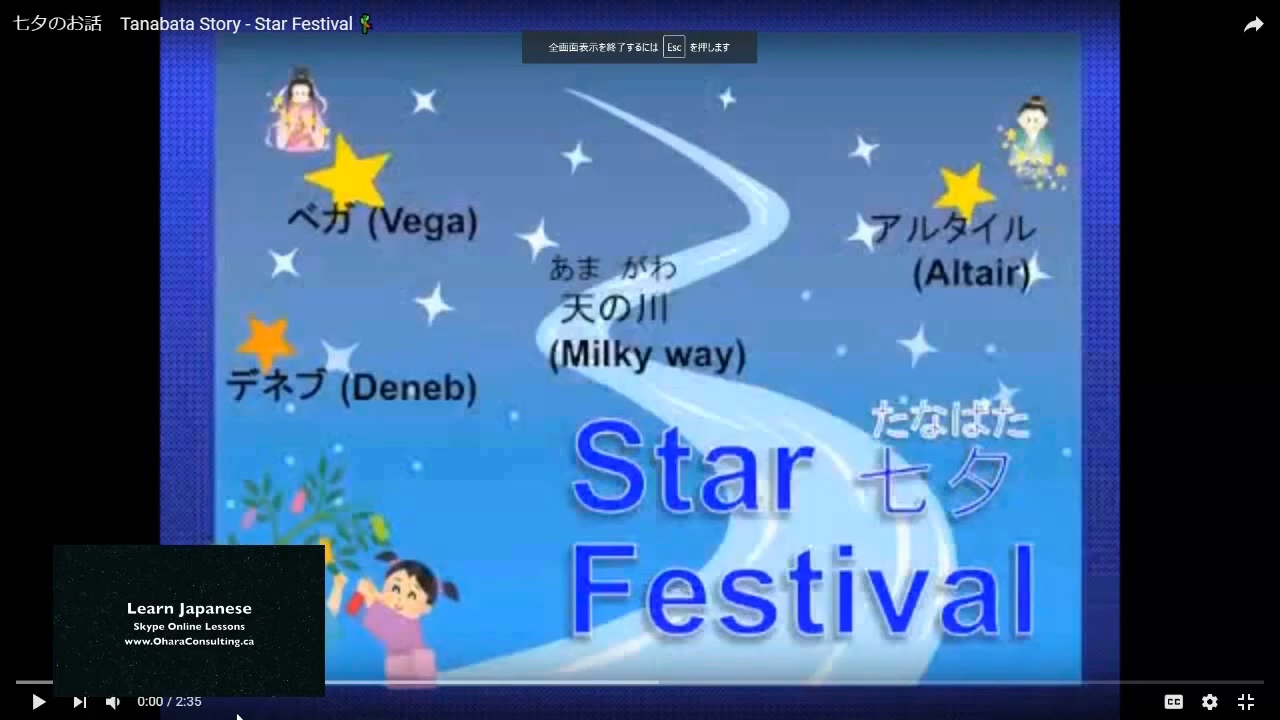 七夕のお話　Tanabata Story - Star Festival 🎋
全画面表示を終了するには Esc を押します
ベガ (Vega)
アルタイル
(Altair)
あま がわ
天の川
(Milky way)
デネブ (Deneb)
たなばた
Star 七夕
Festival
Learn Japanese
Skype Online Lessons
www.OharaConsulting.ca
0:00 / 2:35
CC